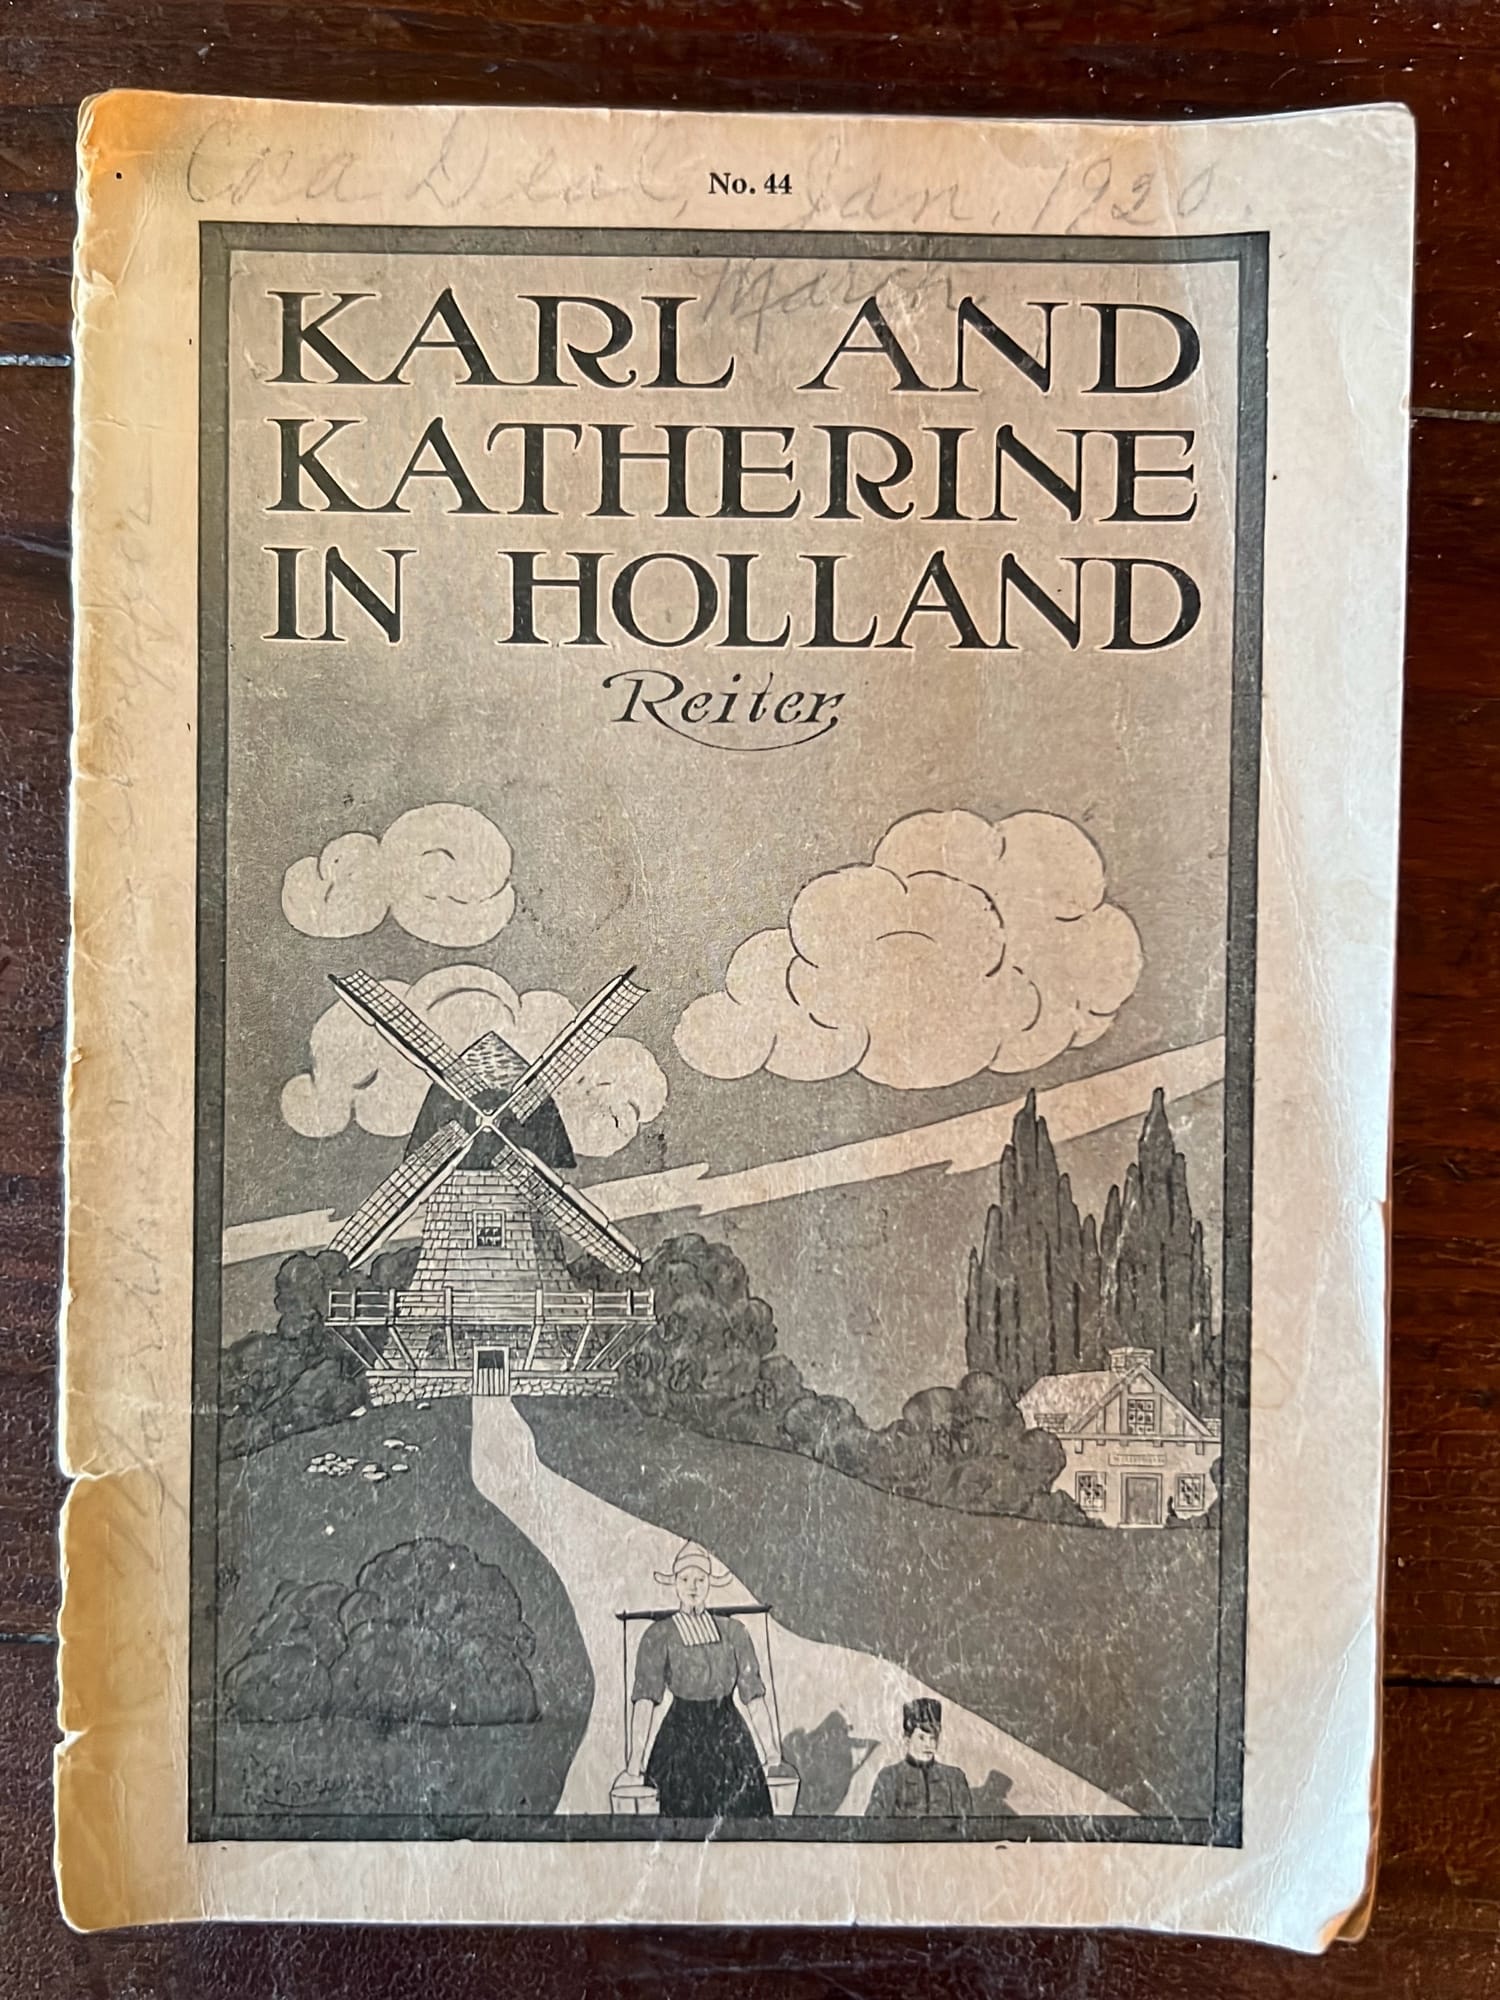 Cora Deal, Jan. 1920.
No. 44
March
KARL AND
KATHERINE
IN HOLLAND
Reiter